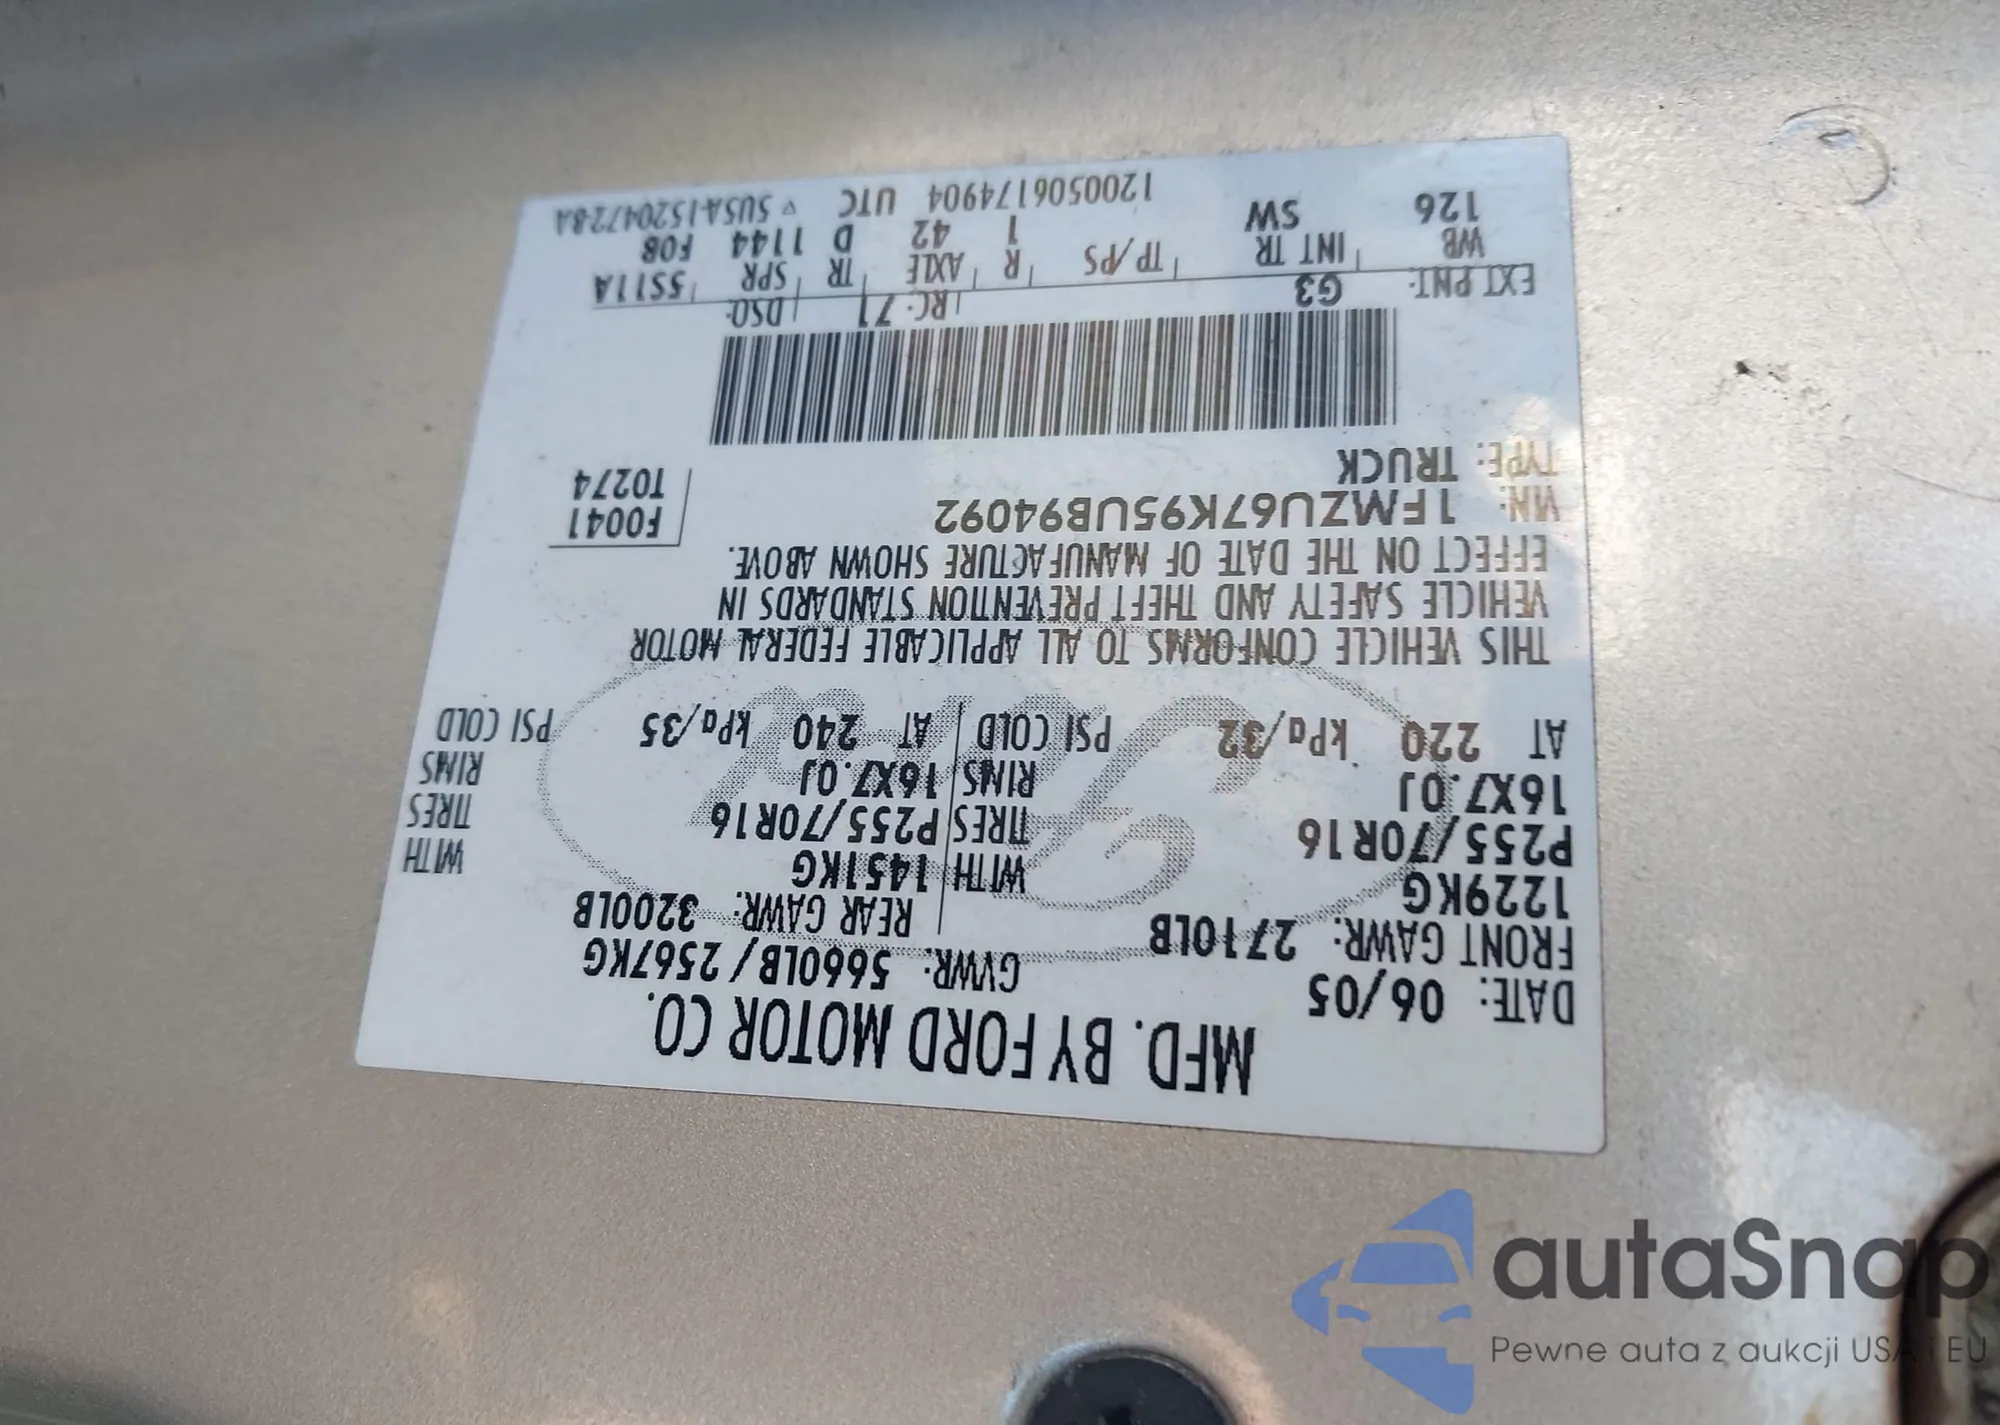 MFD. BY FORD MOTOR CO.
DATE: 06/05 GVWR: 5660LB/2567KG
FRONT GAWR: 2710LB REAR GAWR: 3200LB
1229KG WITH 1451KG WITH
P255/70R16 TIRES P255/70R16 TIRES
16X7.0J RIMS 16X7.0J RIMS
AT 220 kPa/32 PSI COLD AT 240 kPa/35 PSI COLD
THIS VEHICLE CONFORMS TO ALL APPLICABLE FEDERAL MOTOR
VEHICLE SAFETY AND THEFT PREVENTION STANDARDS IN
EFFECT ON THE DATE OF MANUFACTURE SHOWN ABOVE.
VIN: 1FMZU67K95UB94092 F0041
TYPE: TRUCK T0274
EXT PNT: G3 RC: 71 DSO:
WB INT TR TP/PS R AXLE TR SPR 5S11A
126 SW 1 42 D 1144 F0B
1200506174904 UTC ▽ 5USA-1520472-8A
Ford
autaSnap
Pewne auta z aukcji USA i EU